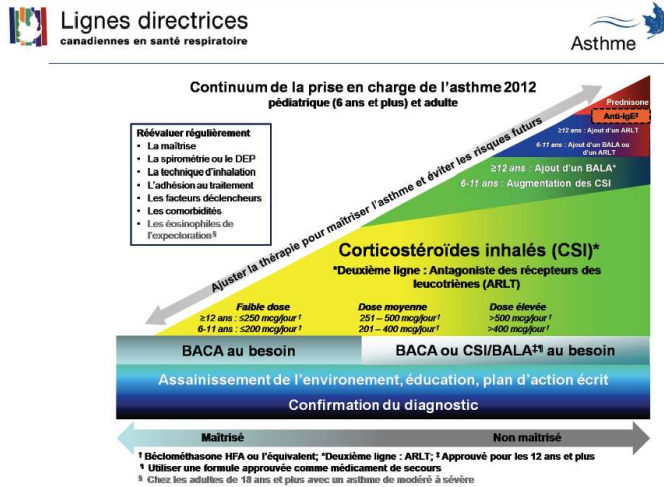 Lignes directrices
canadiennes en santé respiratoire
Asthme
Continuum de la prise en charge de l'asthme 2012
pédiatrique (6 ans et plus) et adulte
Réévaluer régulièrement
• La maîtrise
• La spirométrie ou le DEP
• La technique d'inhalation
• L'adhésion au traitement
• Les facteurs déclencheurs
• Les comorbidités
• Les éosinophiles de
l'expectoration§
Ajuster la thérapie pour maîtriser l'asthme et éviter les risques futurs
Prednisone
Anti-IgE‡
≥12 ans : Ajout d'un ARLT
6-11 ans : Ajout d'un BALA ou
d'un ARLT
≥12 ans : Ajout d'un BALA*
6-11 ans : Augmentation des CSI
Corticostéroïdes inhalés (CSI)*
*Deuxième ligne : Antagoniste des récepteurs des
leucotriènes (ARLT)
Faible dose
≥12 ans : ≤250 mcg/jour†
6-11 ans : ≤200 mcg/jour†
Dose moyenne
251 – 500 mcg/jour†
201 – 400 mcg/jour†
Dose élevée
>500 mcg/jour†
>400 mcg/jour†
BACA au besoin
BACA ou CSI/BALA‡¶ au besoin
Assainissement de l'environement, éducation, plan d'action écrit
Confirmation du diagnostic
Maîtrisé
Non maîtrisé
† Béclométhasone HFA ou l'équivalent; *Deuxième ligne : ARLT; ‡ Approuvé pour les 12 ans et plus
¶ Utiliser une formule approuvée comme médicament de secours
§ Chez les adultes de 18 ans et plus avec un asthme de modéré à sévère